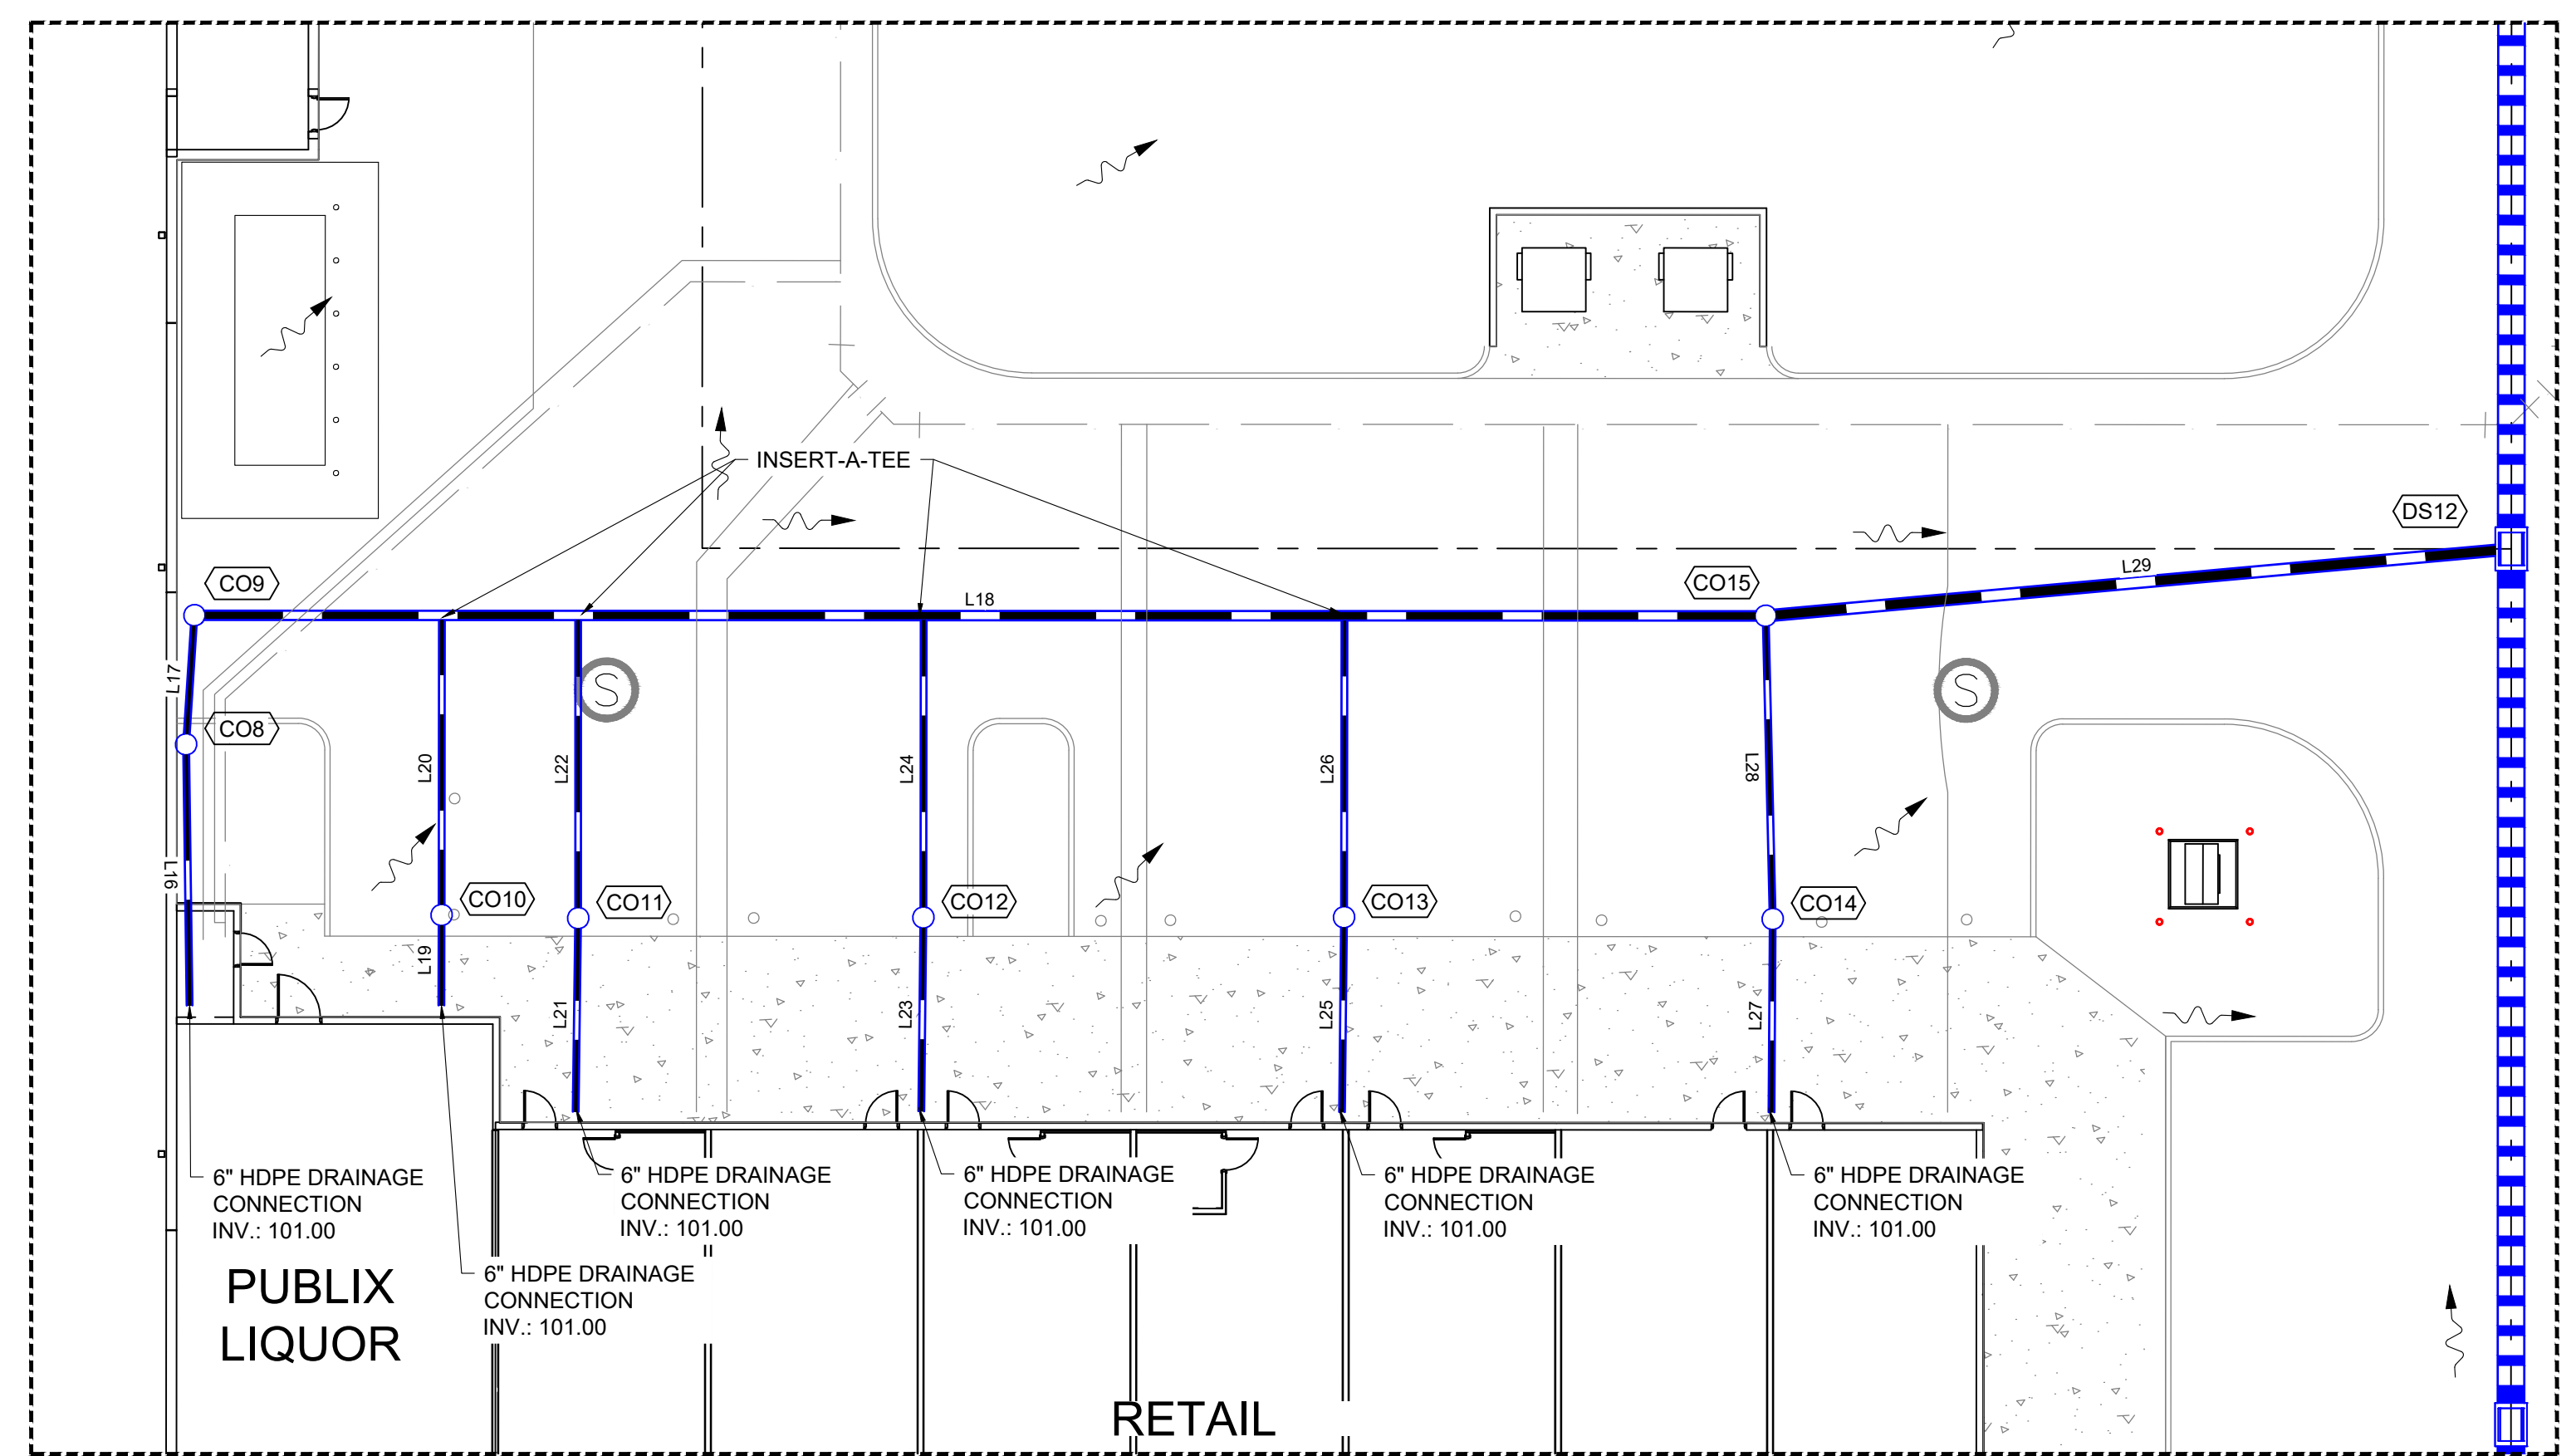 INSERT-A-TEE
DS12
L29
CO9
CO15
L18
L17
CO8
L20
L22
L24
L26
L28
S
S
L16
CO10
CO11
CO12
CO13
CO14
L19
L21
L23
L25
L27
6" HDPE DRAINAGE
CONNECTION
INV.: 101.00
6" HDPE DRAINAGE
CONNECTION
INV.: 101.00
6" HDPE DRAINAGE
CONNECTION
INV.: 101.00
6" HDPE DRAINAGE
CONNECTION
INV.: 101.00
6" HDPE DRAINAGE
CONNECTION
INV.: 101.00
6" HDPE DRAINAGE
CONNECTION
INV.: 101.00
PUBLIX
LIQUOR
RETAIL